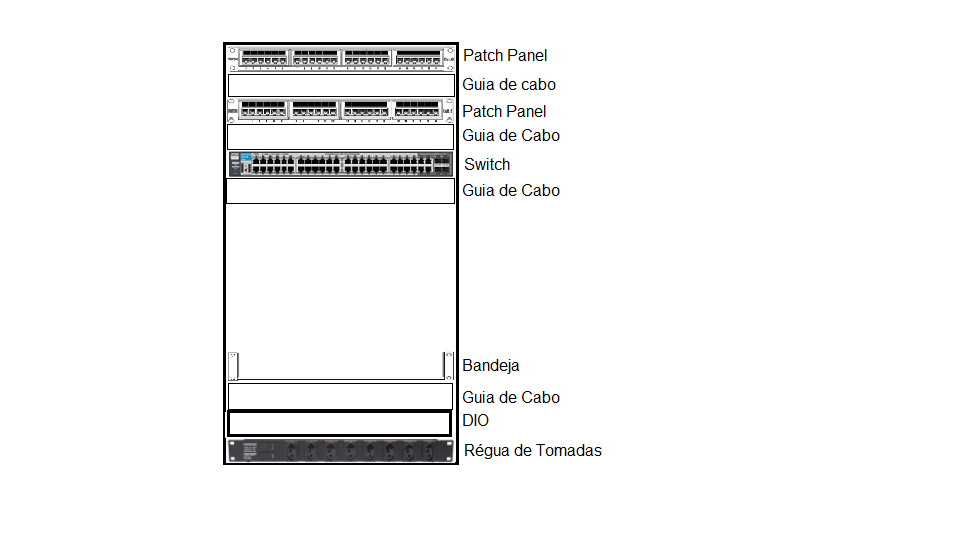 Patch Panel
Guia de cabo
Patch Panel
Guia de Cabo
Switch
Guia de Cabo
Bandeja
Guia de Cabo
DIO
Régua de Tomadas